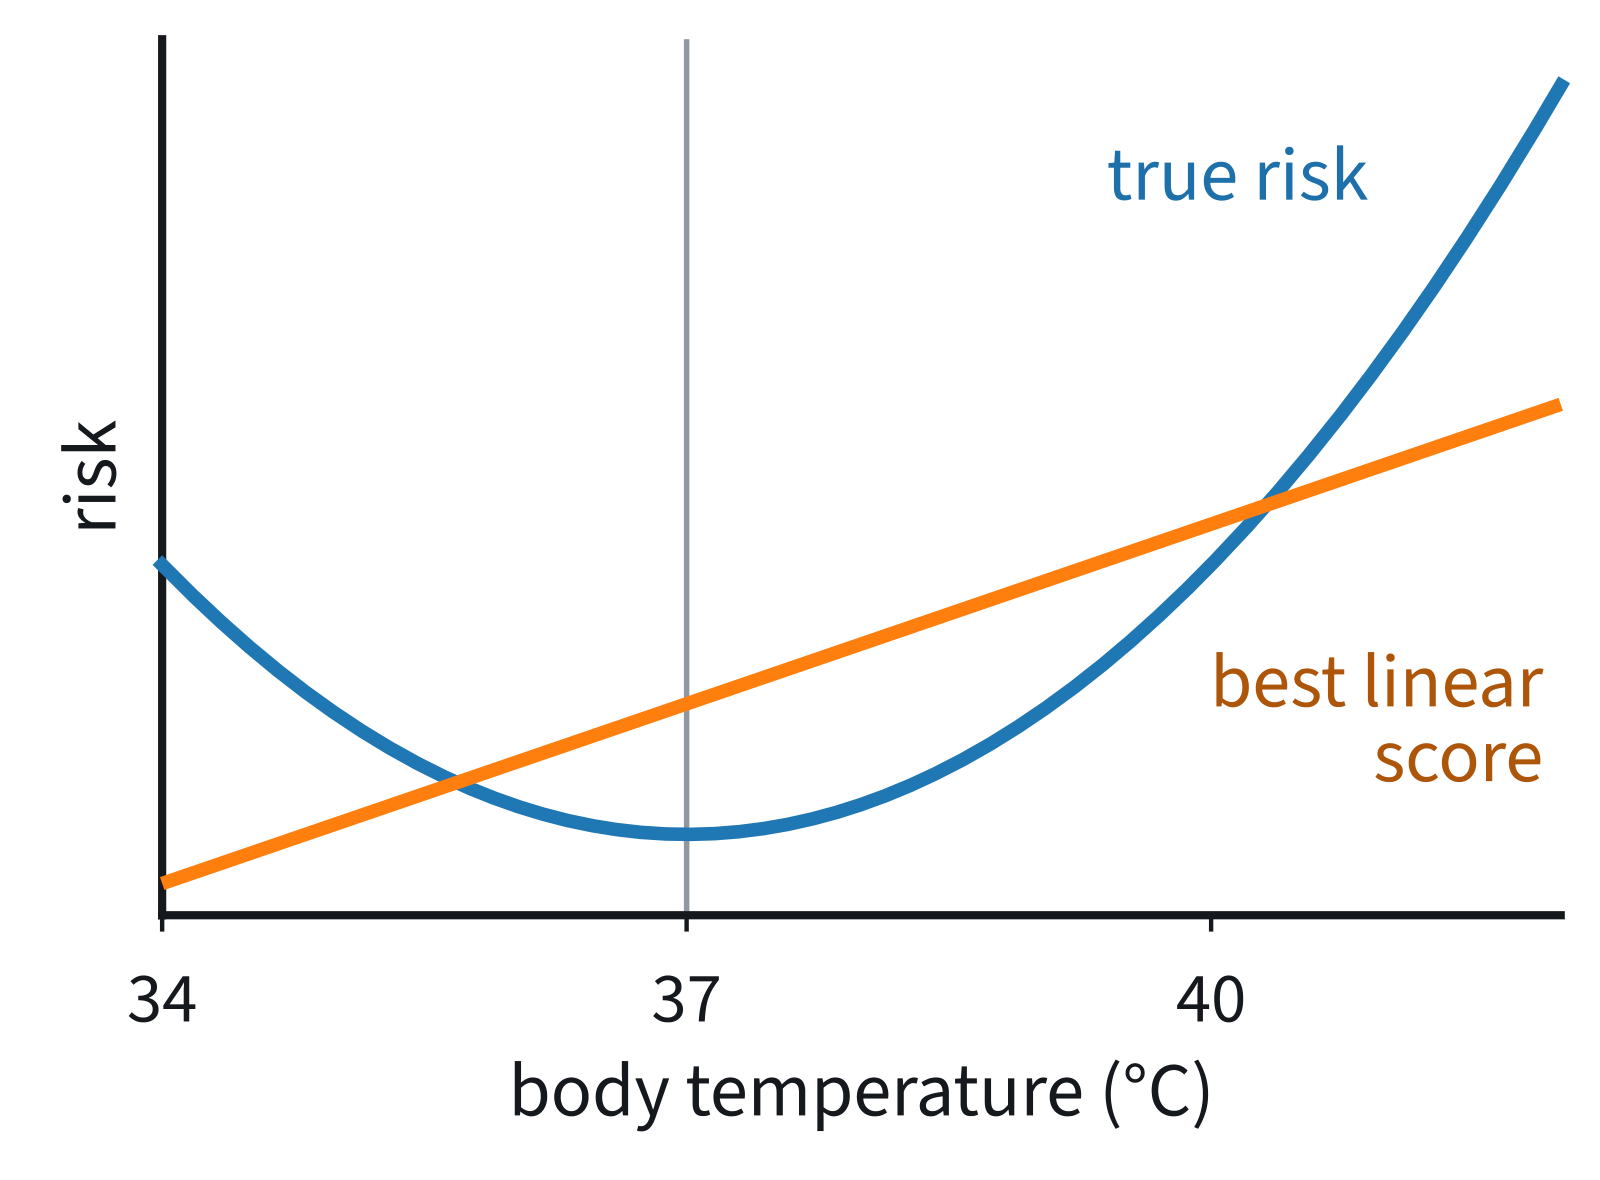 true risk
risk
best linear
score
34 37 40
body temperature (°C)